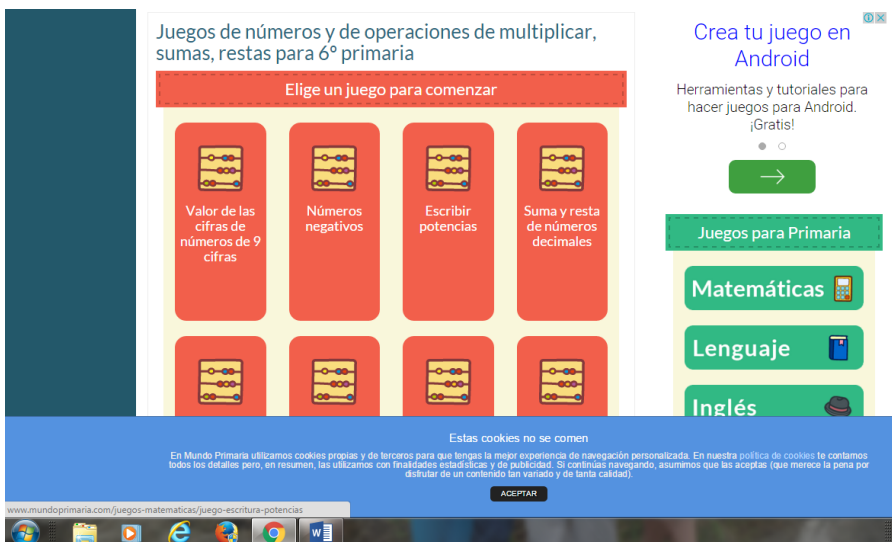 Juegos de números y de operaciones de multiplicar,
sumas, restas para 6º primaria
Elige un juego para comenzar
Valor de las
cifras de
números de 9
cifras
Números
negativos
Escribir
potencias
Suma y resta
de números
decimales
Crea tu juego en
Android
Herramientas y tutoriales para
hacer juegos para Android.
¡Gratis!
Juegos para Primaria
Matemáticas
Lenguaje
Inglés
Estas cookies no se comen
En Mundo Primaria utilizamos cookies propias y de terceros para que tengas la mejor experiencia de navegación personalizada. En nuestra política de cookies te contamos
todos los detalles pero, en resumen, las utilizamos con finalidades estadísticas y de publicidad. Si continúas navegando, asumimos que las aceptas (que merece la pena por
disfrutar de un contenido tan variado y de tanta calidad).
ACEPTAR
www.mundoprimaria.com/juegos-matematicas/juego-escritura-potencias